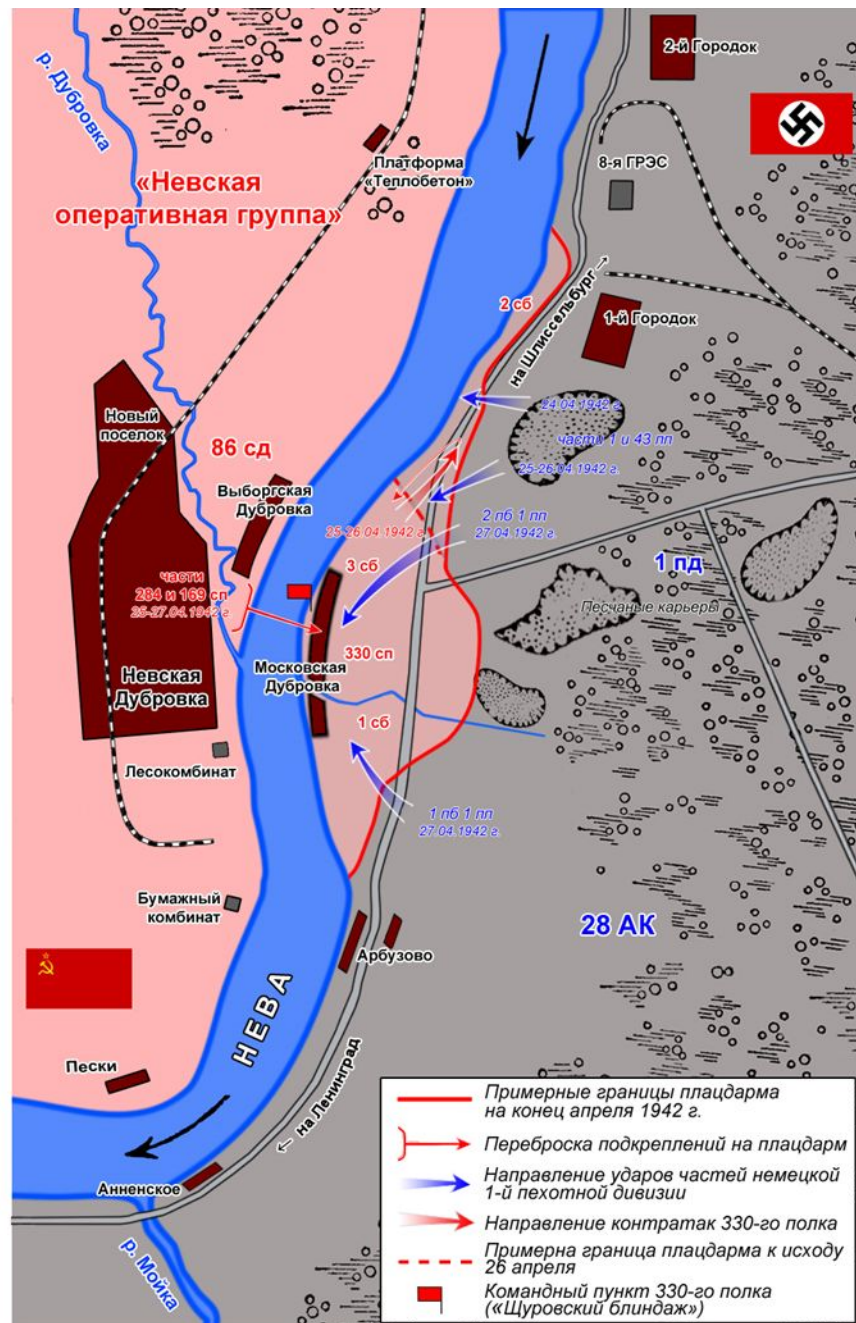 2-й Городок
р. Дубровка
Платформа
«Теплобетон»
8-я ГРЭС
«Невская
оперативная группа»
2 сб
на Шлиссельбург →
1-й Городок
24.04.1942 г.
Новый
поселок
86 сд
части 1 и 43 пп
25-26.04.1942 г.
Выборгская
Дубровка
25-26.04.1942 г.
2 пб 1 пп
27.04.1942 г.
3 сб
1 пд
части
284 и 169 сп
25-27.04.1942 г.
Песчаные карьеры
330 сп
Невская
Дубровка
Московская
Дубровка
1 сб
Лесокомбинат
1 пб 1 пп
27.04.1942 г.
Бумажный
комбинат
28 АК
Арбузово
НЕВА
Пески
← на Ленинград
Анненское
р. Мойка
Примерные границы плацдарма
на конец апреля 1942 г.
Переброска подкреплений на плацдарм
Направление ударов частей немецкой
1-й пехотной дивизии
Направление контратак 330-го полка
Примерна граница плацдарма к исходу
26 апреля
Командный пункт 330-го полка
(«Щуровский блиндаж»)